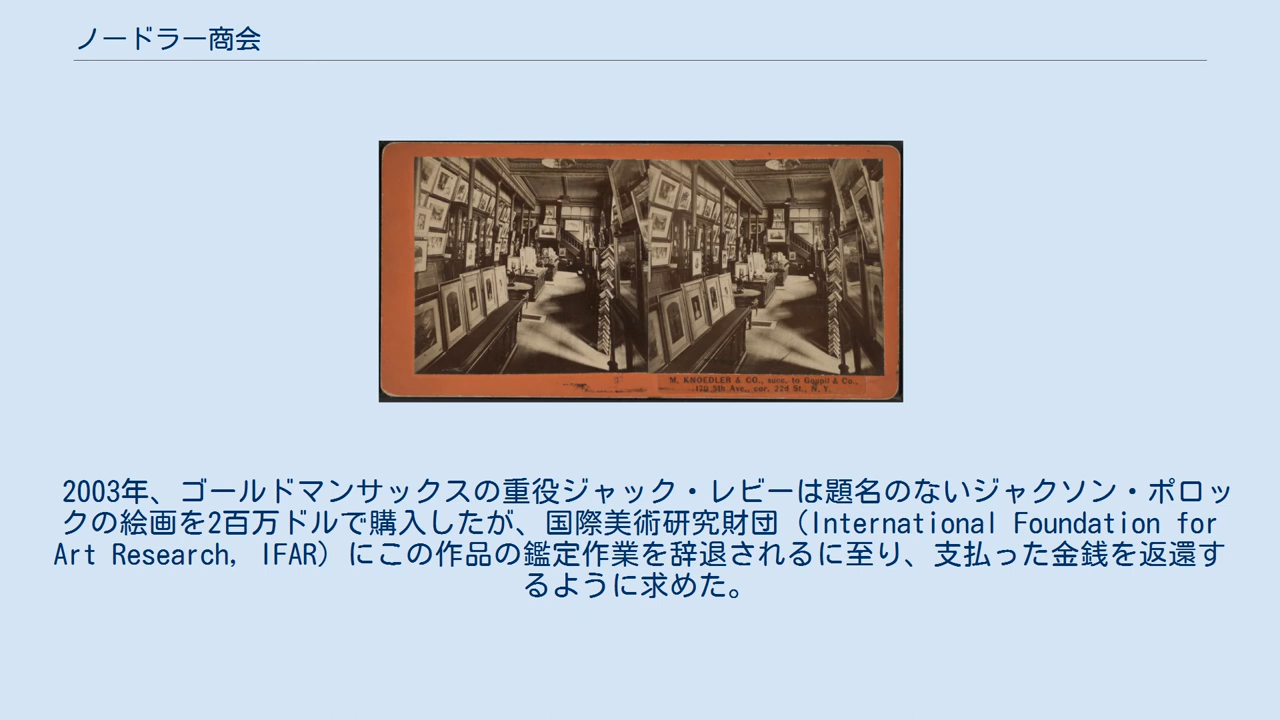 ノードラー商会
M. KNOEDLER & CO., succ. to Goupil & Co.,
170 5th Ave., cor. 22d St., N. Y.
2003年、ゴールドマンサックスの重役ジャック・レビーは題名のないジャクソン・ポロッ
クの絵画を2百万ドルで購入したが、国際美術研究財団（International Foundation for
Art Research, IFAR）にこの作品の鑑定作業を辞退されるに至り、支払った金銭を返還す
るように求めた。